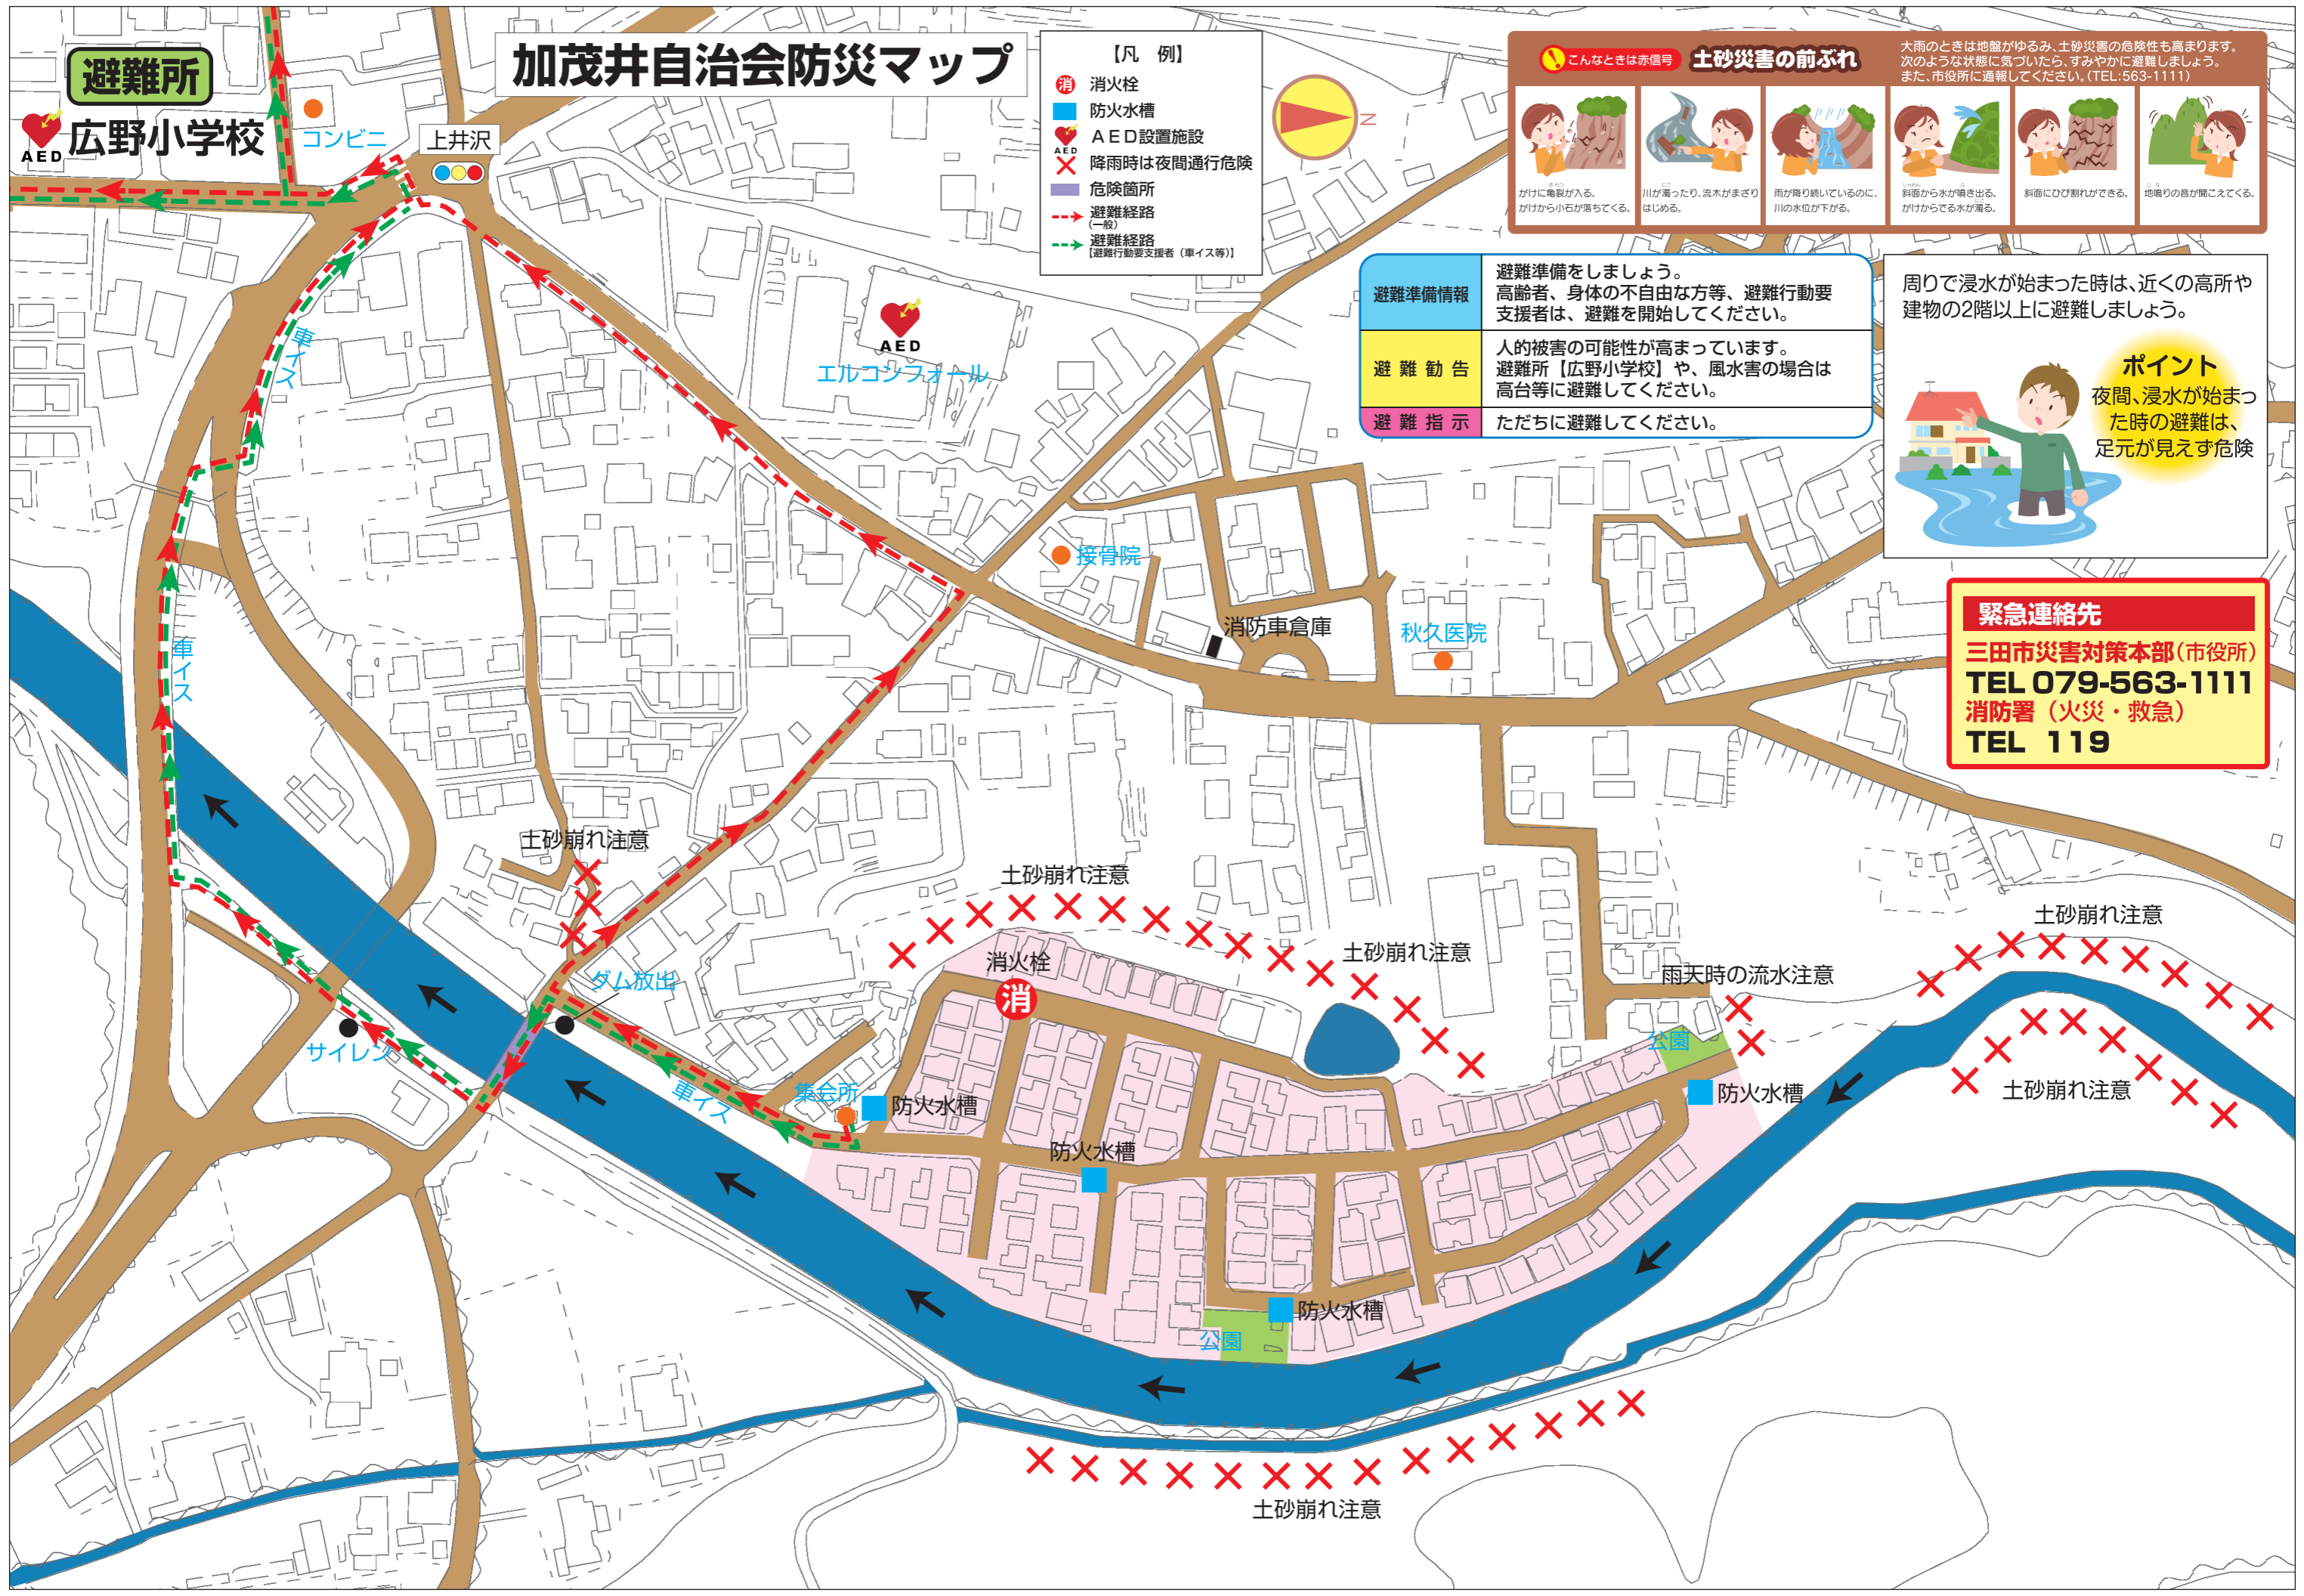 避難所
AED
広野小学校
コンビニ
上井沢
加茂井自治会防災マップ
【凡　例】
消 消火栓
防火水槽
AED
ＡＥＤ設置施設
降雨時は夜間通行危険
危険箇所
避難経路
(一般)
避難経路
【避難行動要支援者（車イス等）】
N
こんなときは赤信号
土砂災害の前ぶれ
大雨のときは地盤がゆるみ、土砂災害の危険性も高まります。
次のような状態に気づいたら、すみやかに避難しましょう。
また、市役所に通報してください。(TEL:563-1111)
がけに亀裂が入る。
がけから小石が落ちてくる。
川が濁ったり、流木がまざり
はじめる。
雨が降り続いているのに、
川の水位が下がる。
斜面から水が噴き出る。
がけからでる水が濁る。
斜面にひび割れができる。
地鳴りの音が聞こえてくる。
避難準備情報
避難準備をしましょう。
高齢者、身体の不自由な方等、避難行動要
支援者は、避難を開始してください。
避難勧告
人的被害の可能性が高まっています。
避難所【広野小学校】や、風水害の場合は
高台等に避難してください。
避難指示
ただちに避難してください。
周りで浸水が始まった時は、近くの高所や
建物の2階以上に避難しましょう。
ポイント
夜間、浸水が始まっ
た時の避難は、
足元が見えず危険
緊急連絡先
三田市災害対策本部(市役所)
TEL 079-563-1111
消防署（火災・救急）
TEL 119
車イス
AED
エルコンフォール
接骨院
消防車倉庫
秋久医院
車イス
土砂崩れ注意
土砂崩れ注意
土砂崩れ注意
土砂崩れ注意
雨天時の流水注意
消火栓
消
ダム放出
サイレン
車イス
集会所
防火水槽
公園
防火水槽
土砂崩れ注意
防火水槽
防火水槽
公園
土砂崩れ注意